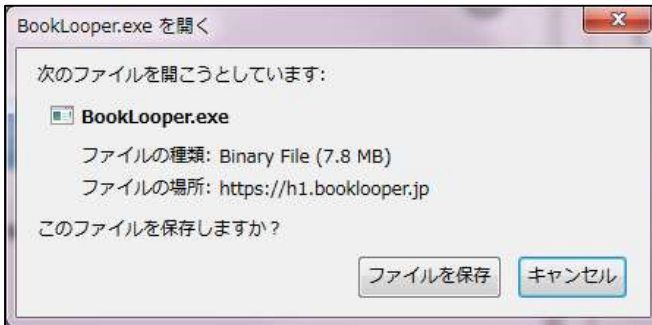 BookLooper.exe を開く
次のファイルを開こうとしています:
BookLooper.exe
ファイルの種類: Binary File (7.8 MB)
ファイルの場所: https://h1.booklooper.jp
このファイルを保存しますか?
ファイルを保存 キャンセル